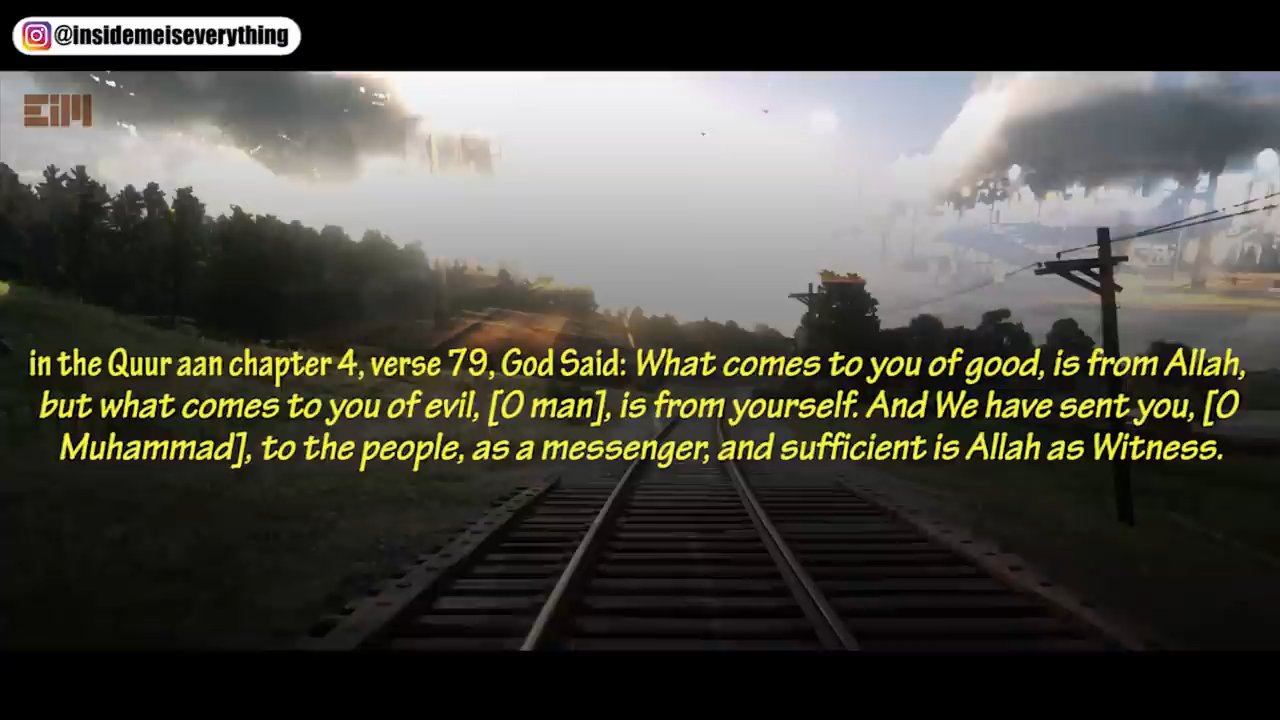 @insidemeiseverything
EiM
in the Quur aan chapter 4, verse 79, God Said: What comes to you of good, is from Allah,
but what comes to you of evil, [O man], is from yourself. And We have sent you, [O
Muhammad], to the people, as a messenger, and sufficient is Allah as Witness.